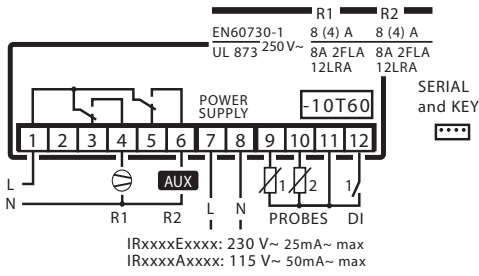 R1 R2
EN60730-1 250 V~ 8 (4) A 8 (4) A
UL 873 8A 2FLA 8A 2FLA
12LRA 12LRA
SERIAL
and KEY
POWER
SUPPLY
-10T60
1 2 3 4 5 6 7 8 9 10 11 12
L
N
AUX
1 2 1
R1 R2 L N PROBES DI
IRxxxxExxxx: 230 V~ 25mA~ max
IRxxxxAxxxx: 115 V~ 50mA~ max